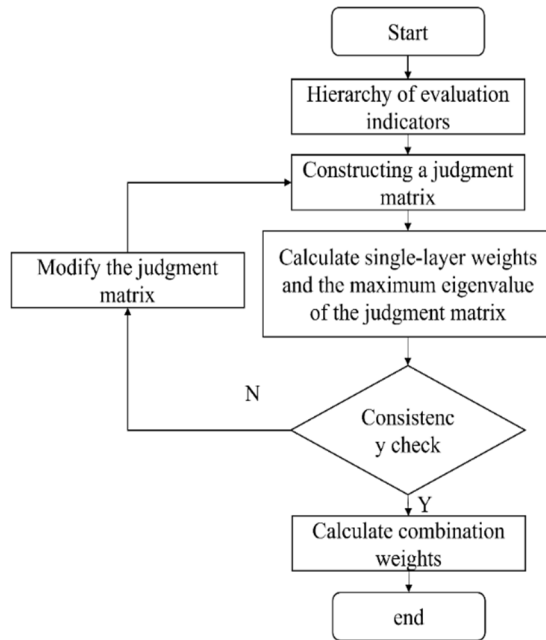 Start
Hierarchy of evaluation
indicators
Constructing a judgment
matrix
Calculate single-layer weights
and the maximum eigenvalue
of the judgment matrix
Modify the judgment
matrix
N
Consistenc
y check
Y
Calculate combination
weights
end